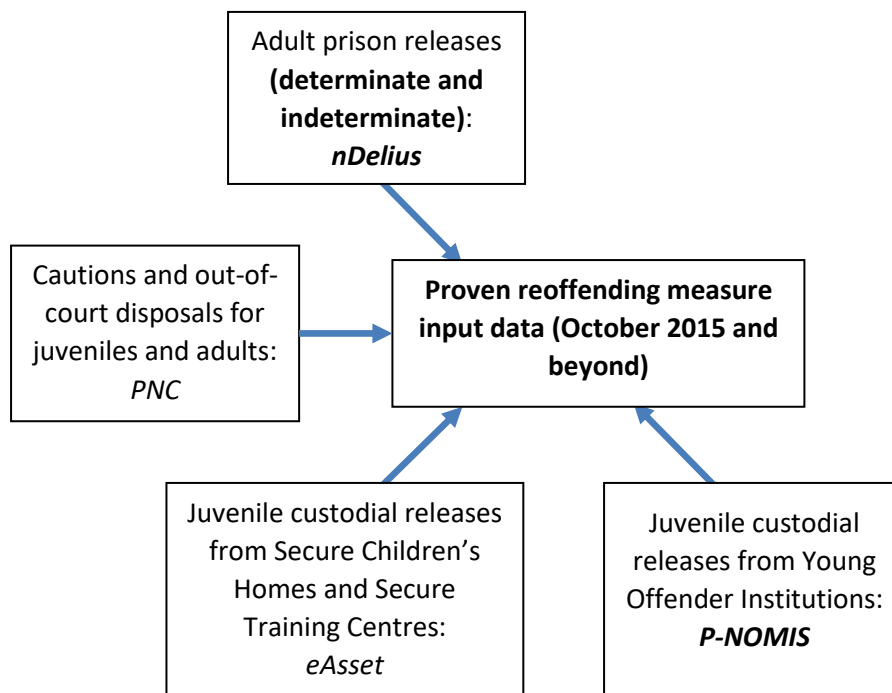 Adult prison releases
(determinate and
indeterminate):
nDelius
Cautions and out-of-
court disposals for
juveniles and adults:
PNC
Proven reoffending measure
input data (October 2015 and
beyond)
Juvenile custodial releases
from Secure Children’s
Homes and Secure
Training Centres:
eAsset
Juvenile custodial
releases from Young
Offender Institutions:
P-NOMIS